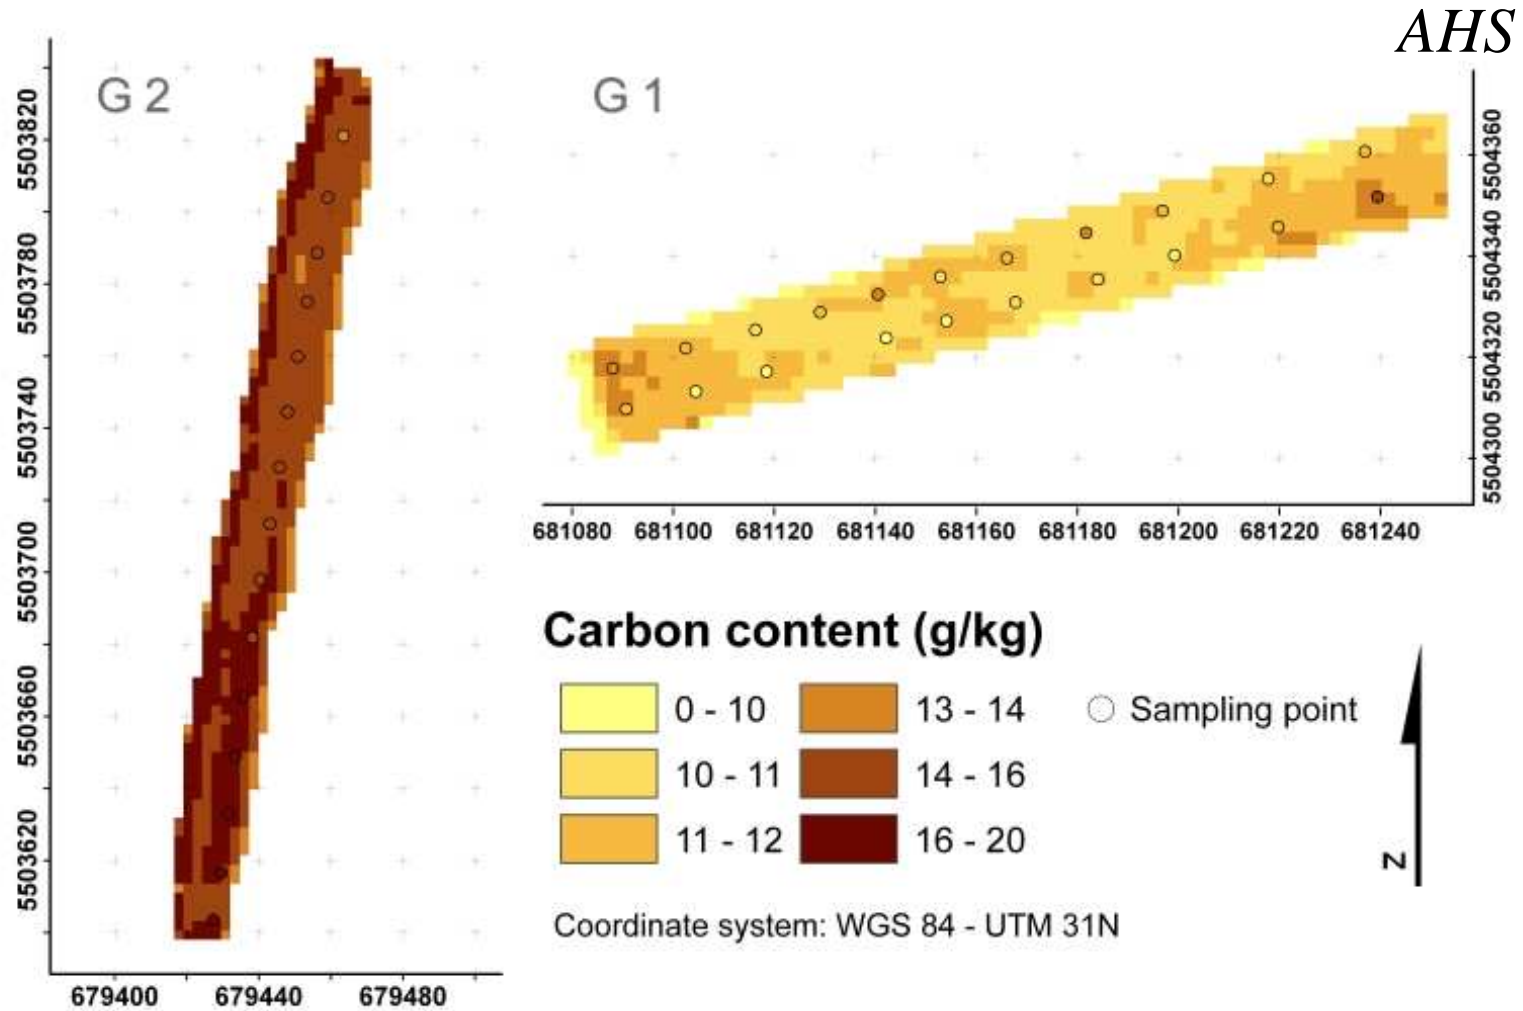 AHS
G 2
G 1
5503820
5503780
5503740
5503700
5503660
5503620
679400 679440 679480
5504360
5504340
5504320
5504300
681080 681100 681120 681140 681160 681180 681200 681220 681240
Carbon content (g/kg)
0 - 10 13 - 14 Sampling point
10 - 11 14 - 16
11 - 12 16 - 20
N
Coordinate system: WGS 84 - UTM 31N